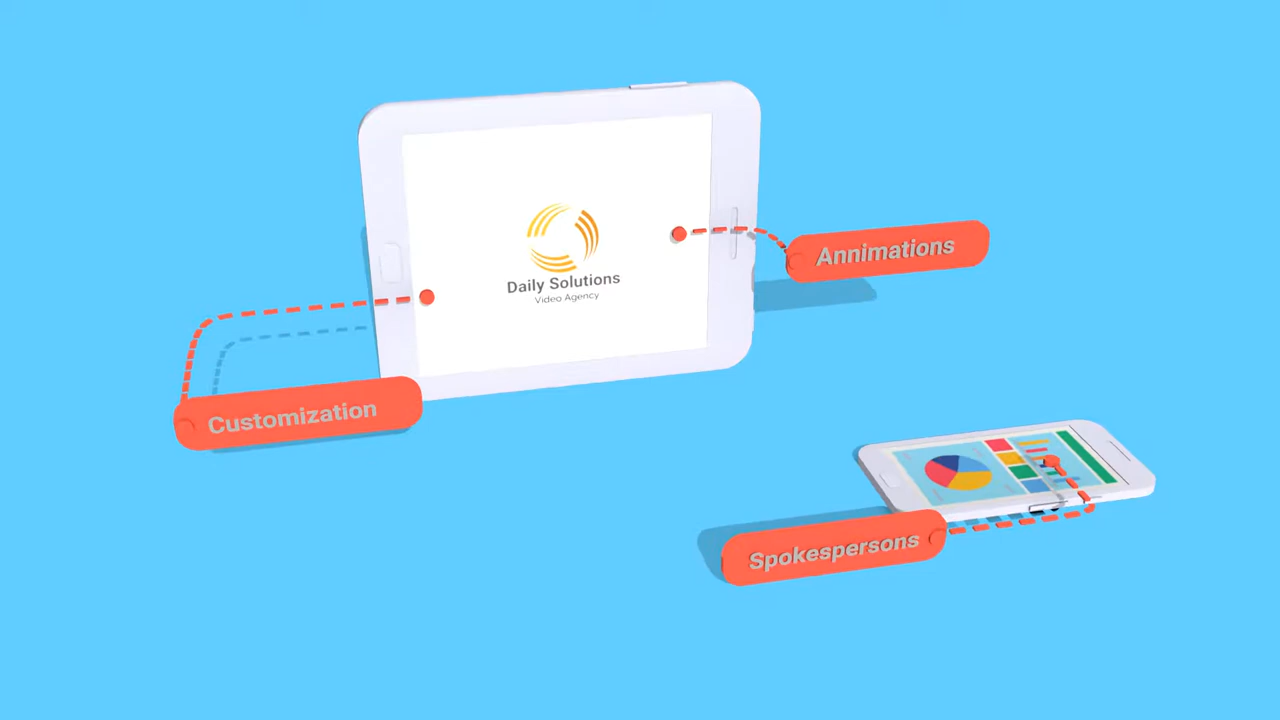 Daily Solutions
Video Agency
Annimations
Customization
Spokespersons